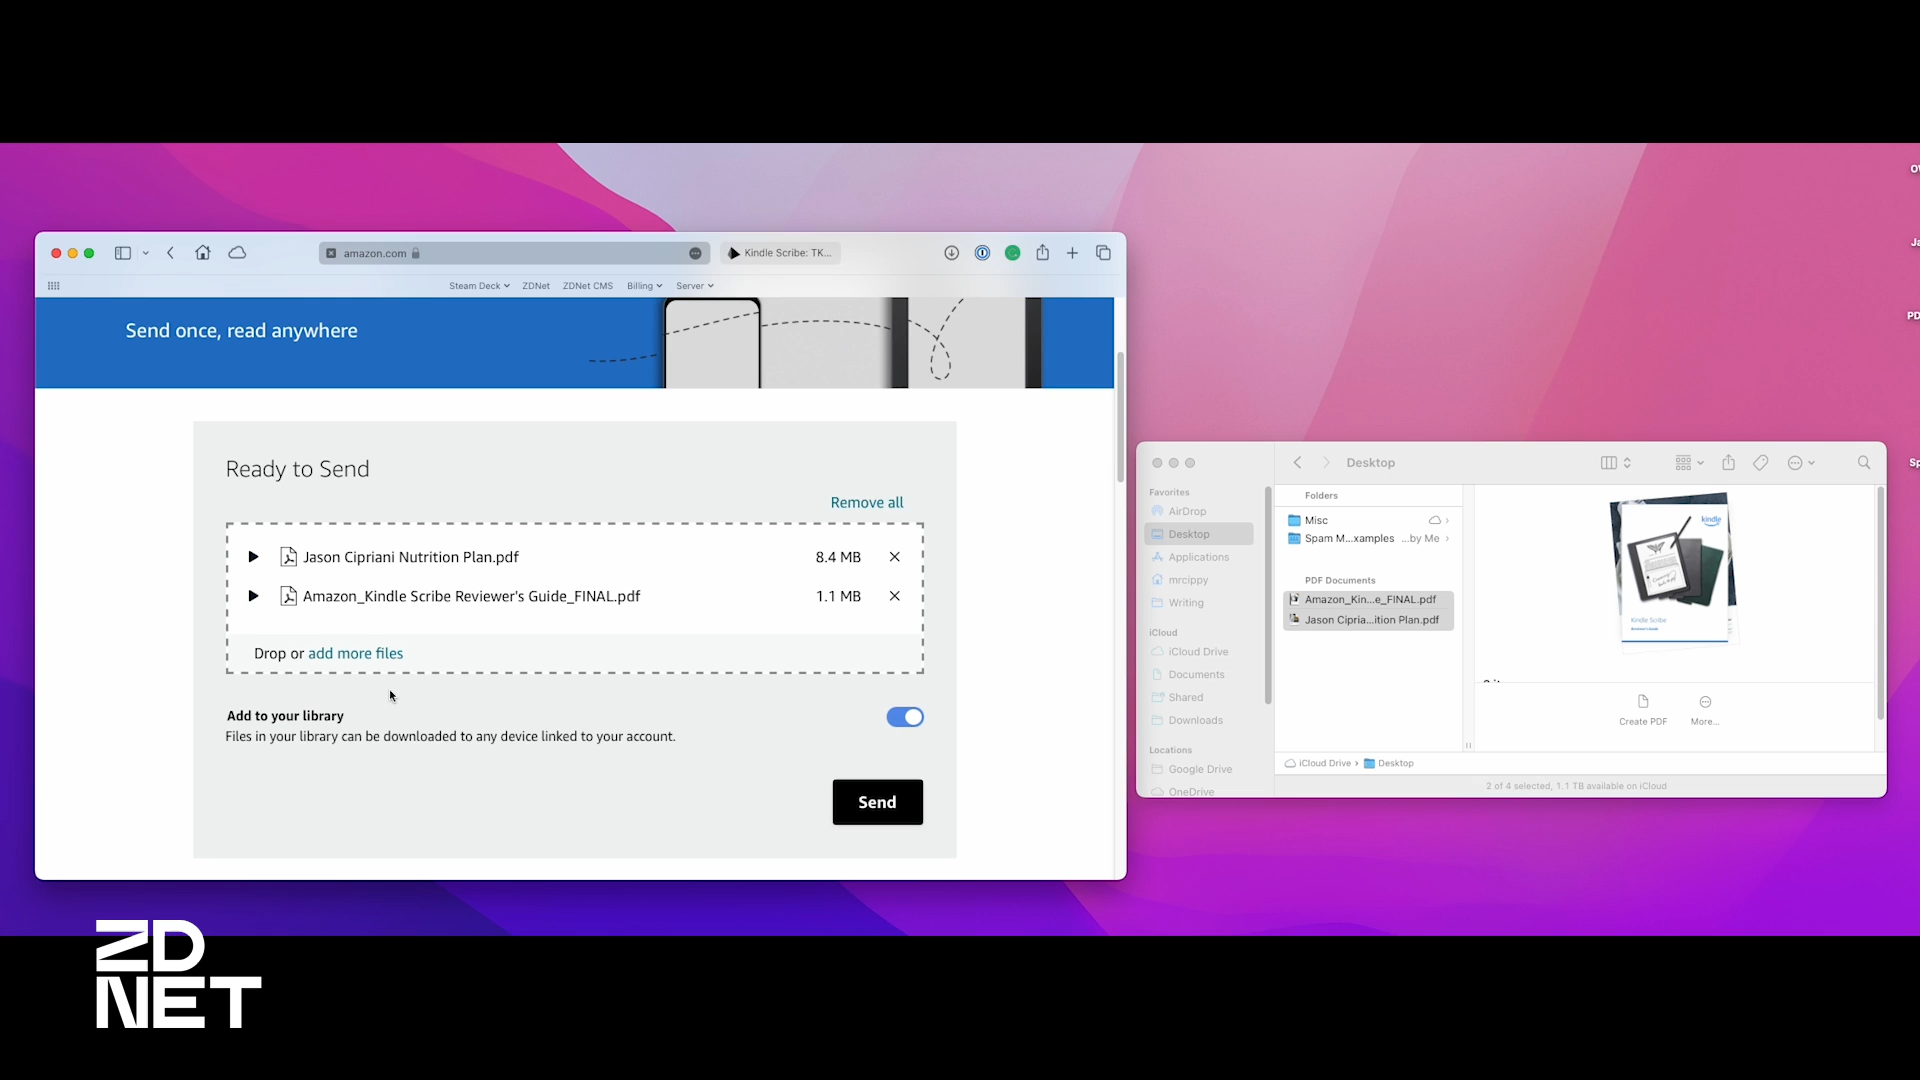 amazon.com
Kindle Scribe: TK...
Steam Deck
ZDNet
ZDNet CMS
Billing
Server
Send once, read anywhere
Ready to Send
Remove all
Jason Cipriani Nutrition Plan.pdf 8.4 MB
Amazon_Kindle Scribe Reviewer's Guide_FINAL.pdf 1.1 MB
Drop or add more files
Add to your library
Files in your library can be downloaded to any device linked to your account.
Send
Desktop
Favorites
AirDrop
Desktop
Applications
mrcippy
Writing
iCloud
iCloud Drive
Documents
Shared
Downloads
Locations
Google Drive
OneDrive
Folders
Misc
Spam M...xamples ...by Me
PDF Documents
Amazon_Kin...e_FINAL.pdf
Jason Cipria...ition Plan.pdf
kindle
Kindle Scribe
Create PDF
More...
iCloud Drive › Desktop
2 of 4 selected, 1.1 TB available on iCloud
PD
Sp
ZD
NET